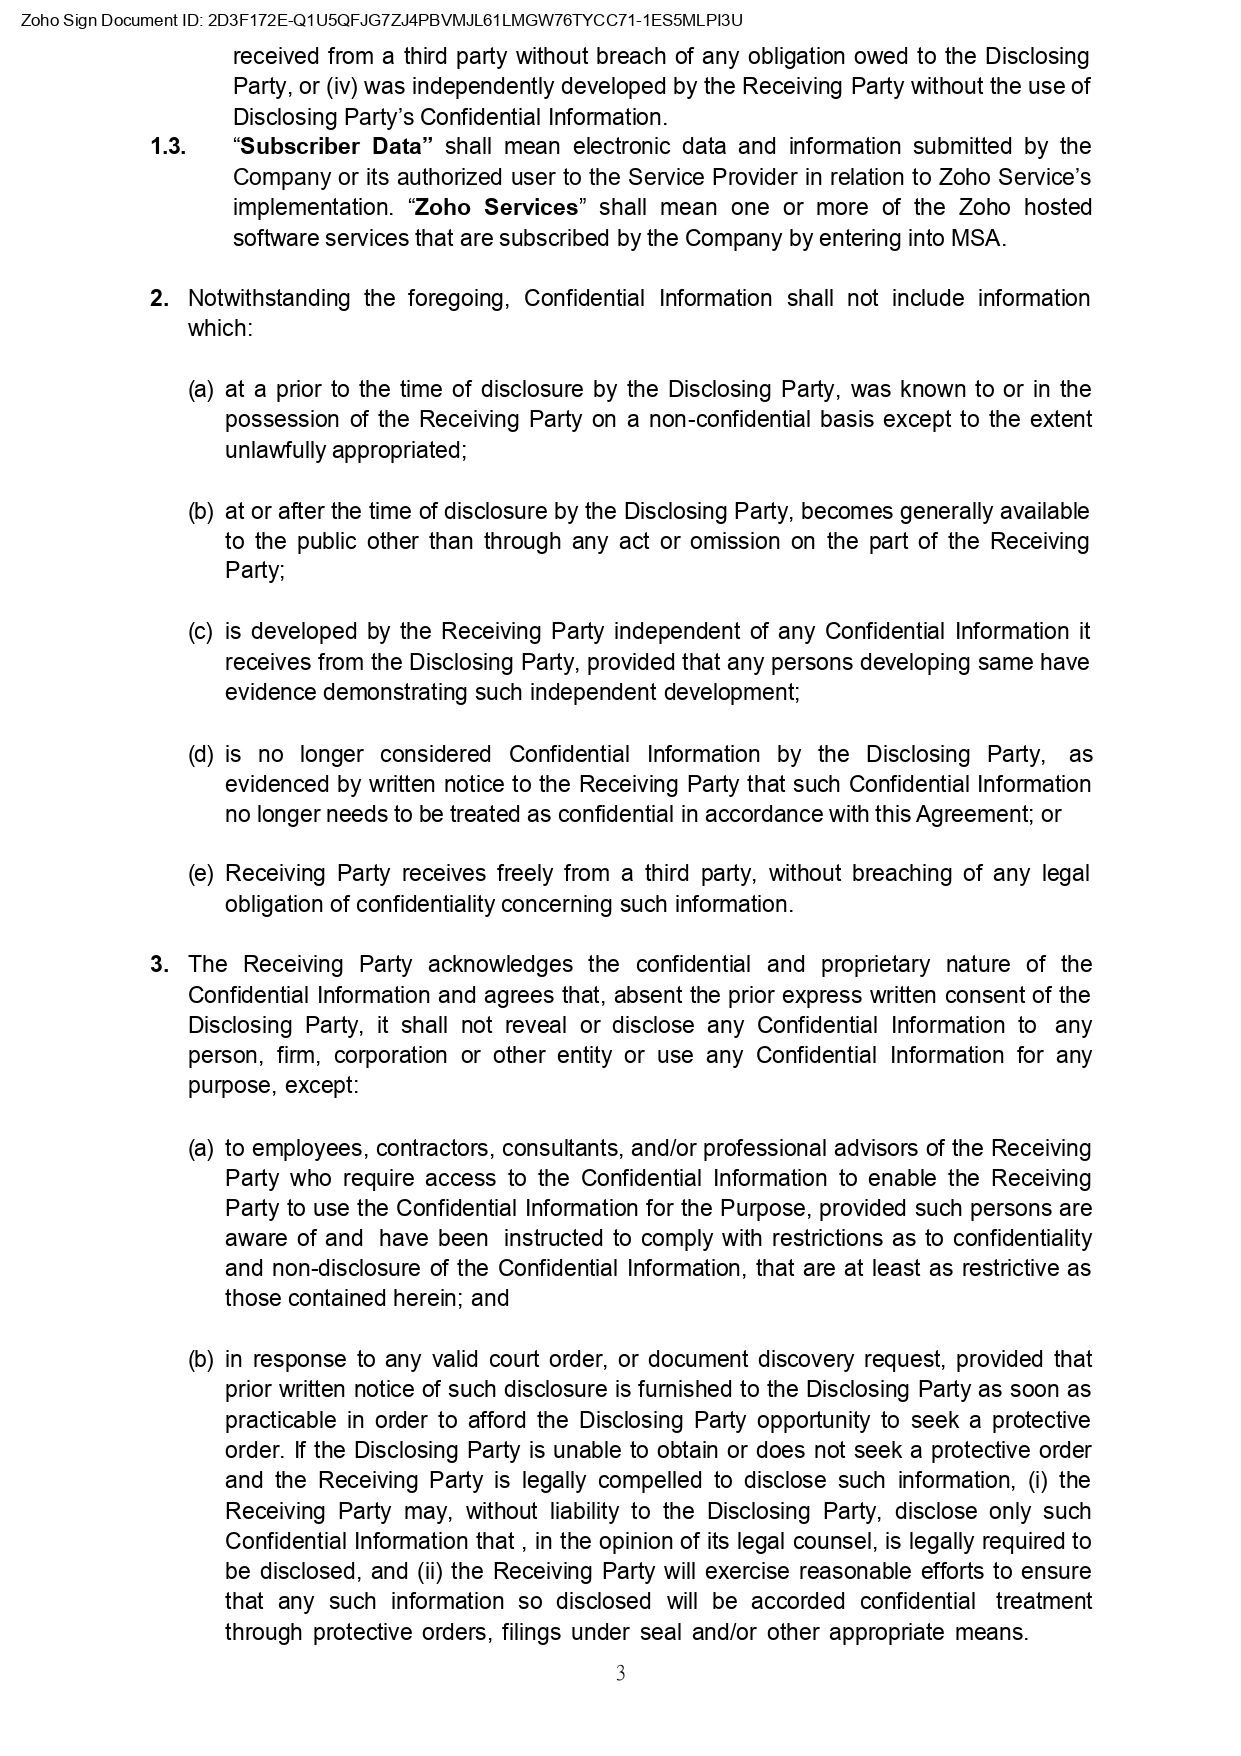 Zoho Sign Document ID: 2D3F172E-Q1U5QFJG7ZJ4PBVMJL61LMGW76TYCC71-1ES5MLPI3U
received from a third party without breach of any obligation owed to the Disclosing
Party, or (iv) was independently developed by the Receiving Party without the use of
Disclosing Party’s Confidential Information.
1.3. “Subscriber Data” shall mean electronic data and information submitted by the
Company or its authorized user to the Service Provider in relation to Zoho Service’s
implementation. “Zoho Services” shall mean one or more of the Zoho hosted
software services that are subscribed by the Company by entering into MSA.
2. Notwithstanding the foregoing, Confidential Information shall not include information
which:
(a) at a prior to the time of disclosure by the Disclosing Party, was known to or in the
possession of the Receiving Party on a non-confidential basis except to the extent
unlawfully appropriated;
(b) at or after the time of disclosure by the Disclosing Party, becomes generally available
to the public other than through any act or omission on the part of the Receiving
Party;
(c) is developed by the Receiving Party independent of any Confidential Information it
receives from the Disclosing Party, provided that any persons developing same have
evidence demonstrating such independent development;
(d) is no longer considered Confidential Information by the Disclosing Party, as
evidenced by written notice to the Receiving Party that such Confidential Information
no longer needs to be treated as confidential in accordance with this Agreement; or
(e) Receiving Party receives freely from a third party, without breaching of any legal
obligation of confidentiality concerning such information.
3. The Receiving Party acknowledges the confidential and proprietary nature of the
Confidential Information and agrees that, absent the prior express written consent of the
Disclosing Party, it shall not reveal or disclose any Confidential Information to any
person, firm, corporation or other entity or use any Confidential Information for any
purpose, except:
(a) to employees, contractors, consultants, and/or professional advisors of the Receiving
Party who require access to the Confidential Information to enable the Receiving
Party to use the Confidential Information for the Purpose, provided such persons are
aware of and have been instructed to comply with restrictions as to confidentiality
and non-disclosure of the Confidential Information, that are at least as restrictive as
those contained herein; and
(b) in response to any valid court order, or document discovery request, provided that
prior written notice of such disclosure is furnished to the Disclosing Party as soon as
practicable in order to afford the Disclosing Party opportunity to seek a protective
order. If the Disclosing Party is unable to obtain or does not seek a protective order
and the Receiving Party is legally compelled to disclose such information, (i) the
Receiving Party may, without liability to the Disclosing Party, disclose only such
Confidential Information that , in the opinion of its legal counsel, is legally required to
be disclosed, and (ii) the Receiving Party will exercise reasonable efforts to ensure
that any such information so disclosed will be accorded confidential treatment
through protective orders, filings under seal and/or other appropriate means.
3